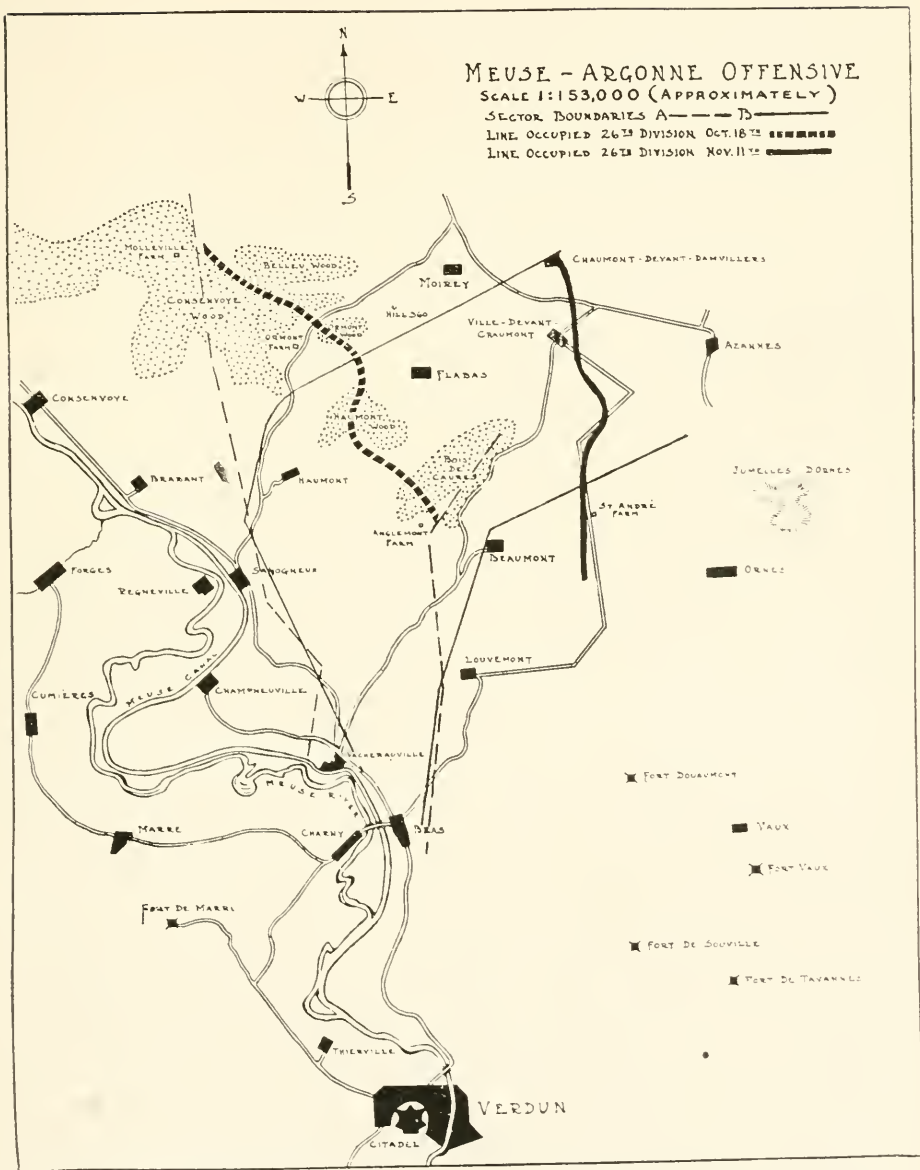 N
W
E
S
MEUSE - ARGONNE OFFENSIVE
SCALE 1:153,000 (APPROXIMATELY)
SECTOR BOUNDARIES A B
LINE OCCUPIED 26TH DIVISION OCT. 18TH
LINE OCCUPIED 26TH DIVISION NOV. 11TH
MOLLEVILLE
FARM
BELLEU WOOD
CHAUMONT-DEVANT-DAMVILLERS
MOIREY
CONSENVOYE
WOOD
HILL 360
ORMONT
FARM
ORMONT
WOOD
VILLE-DEVANT-
CHAUMONT
AZANNES
FLABAS
CONSENVOYE
HAUMONT
WOOD
BOIS
DE
CAURES
BRABANT
HAUMONT
JUMELLES D'ORNES
ST ANDRÉ
FARM
ANGLEMONT
FARM
BEAUMONT
FORGES
SAMOGNEUX
ORNES
REGNEVILLE
LOUVEMONT
MEUSE CANAL
CUMIÈRES
CHAMPNEUVILLE
VACHERAUVILLE
MEUSE RIVER
FORT DOUAUMONT
MARRE
CHARNY
BRAS
VAUX
FORT VAUX
FORT DE MARRE
FORT DE SOUVILLE
FORT DE TAVANNES
THIERVILLE
VERDUN
CITADEL